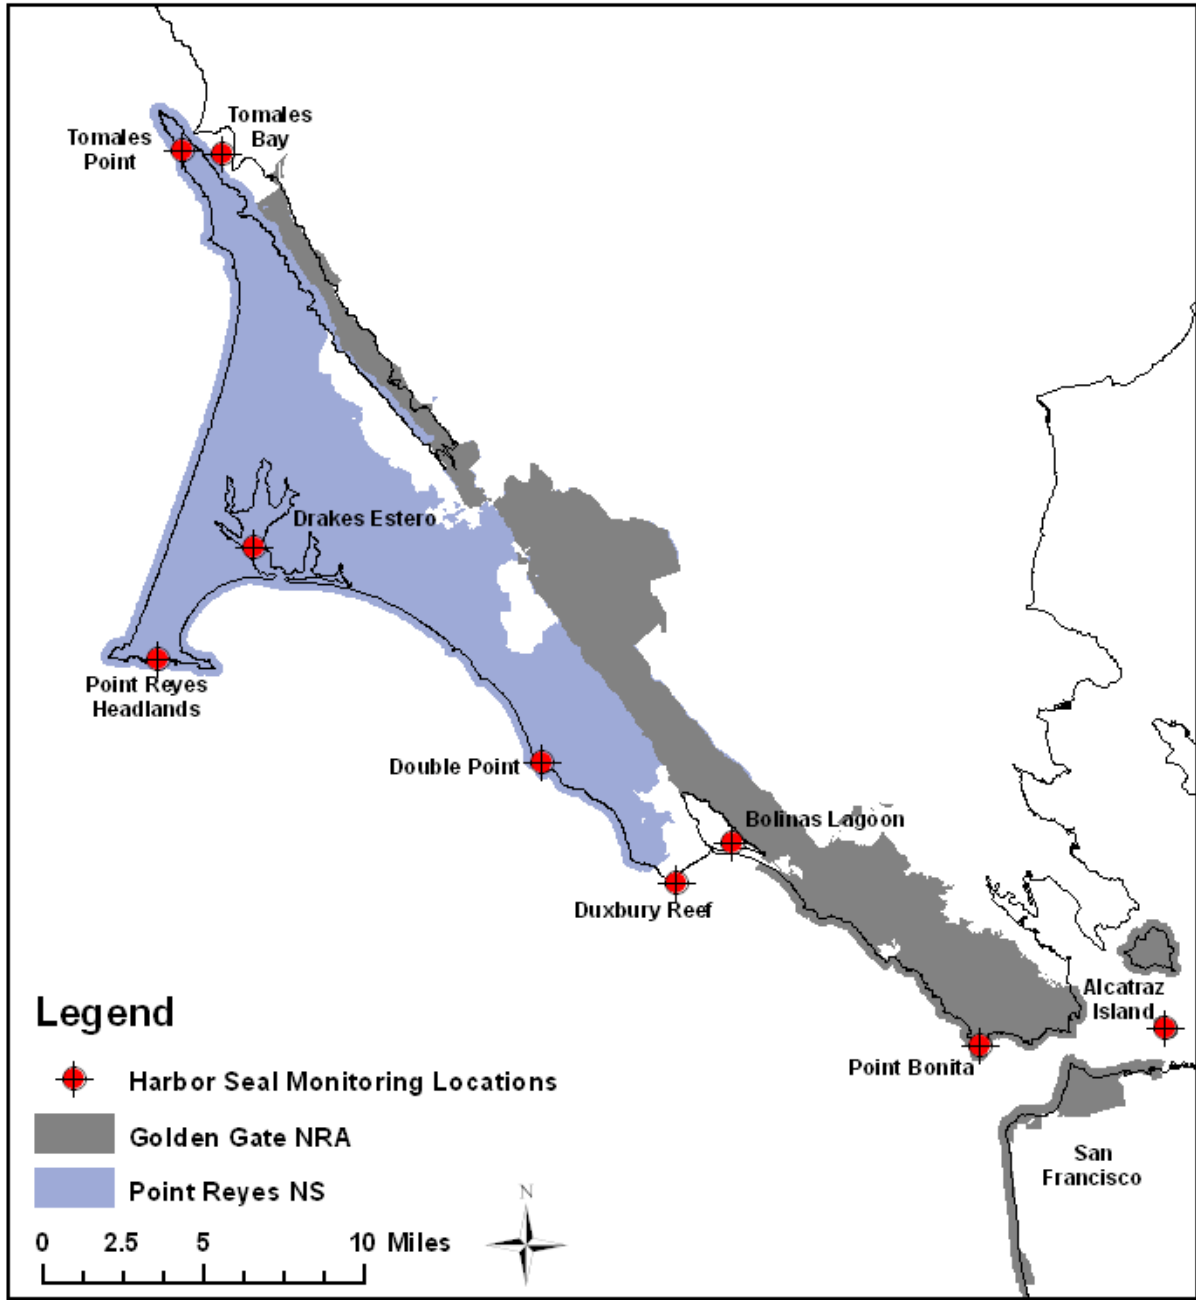 Tomales
Bay
Tomales
Point
Drakes Estero
Point Reyes
Headlands
Double Point
Bolinas Lagoon
Duxbury Reef
Alcatraz
Island
Point Bonita
San
Francisco
Legend
Harbor Seal Monitoring Locations
Golden Gate NRA
Point Reyes NS
N
0 2.5 5 10 Miles